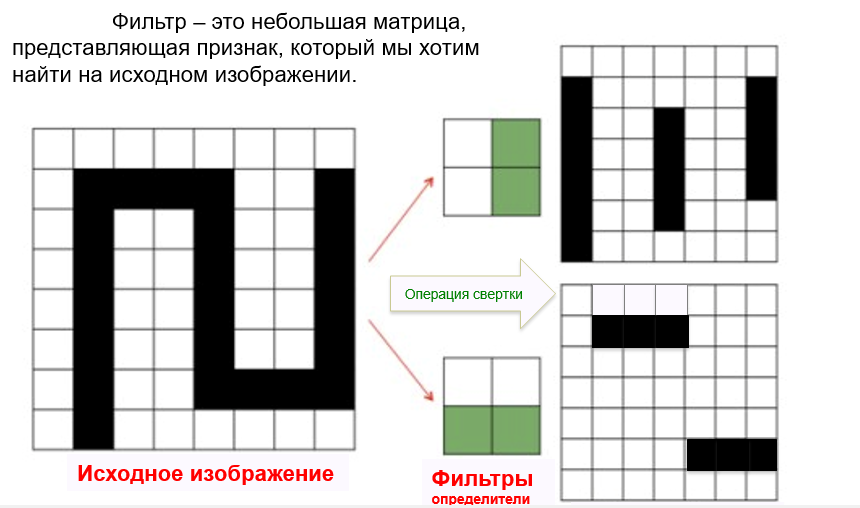 Фильтр – это небольшая матрица,
представляющая признак, который мы хотим
найти на исходном изображении.
Операция свертки
Исходное изображение
Фильтры
определители